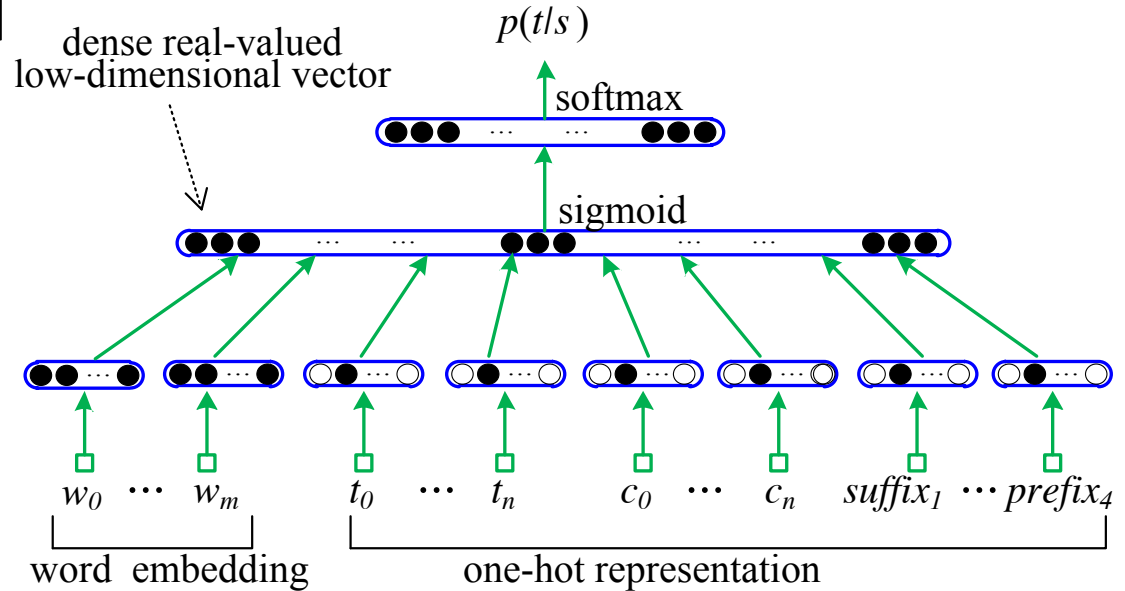 p(t/s)
dense real-valued
low-dimensional vector
softmax
... ...
sigmoid
... ... ... ...
... ... ... ... ... ... ... ...
w0 ... wm t0 ... tn c0 ... cn suffix1 ... prefix4
word embedding one-hot representation